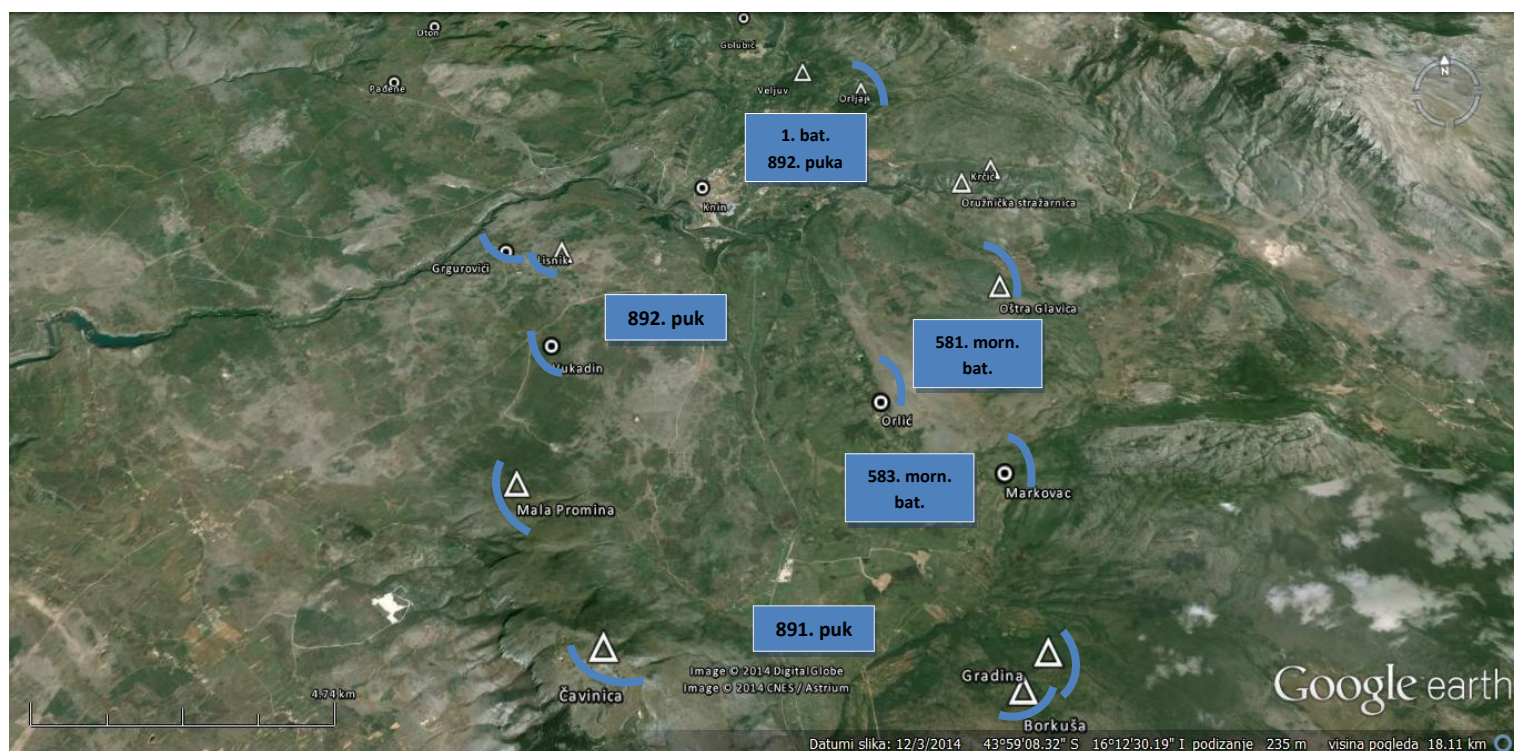 Oton
Golubić
Pađene
Veljuv
Orljaj
N
1. bat.
892. puka
Krčić
Knin
Oružnička stražarnica
Grgurovići
Lisnik
Oštra Glavica
892. puk
581. morn.
bat.
Vukadin
Orlić
583. morn.
bat.
Markovac
Mala Promina
891. puk
Image © 2014 DigitalGlobe
Image © 2014 CNES / Astrium
Gradina
Google earth
4.74 km
Čavinica
Borkuša
Datumi slika: 12/3/2014 43°59'08.32" S 16°12'30.19" I podizanje 235 m visina pogleda 18.11 km